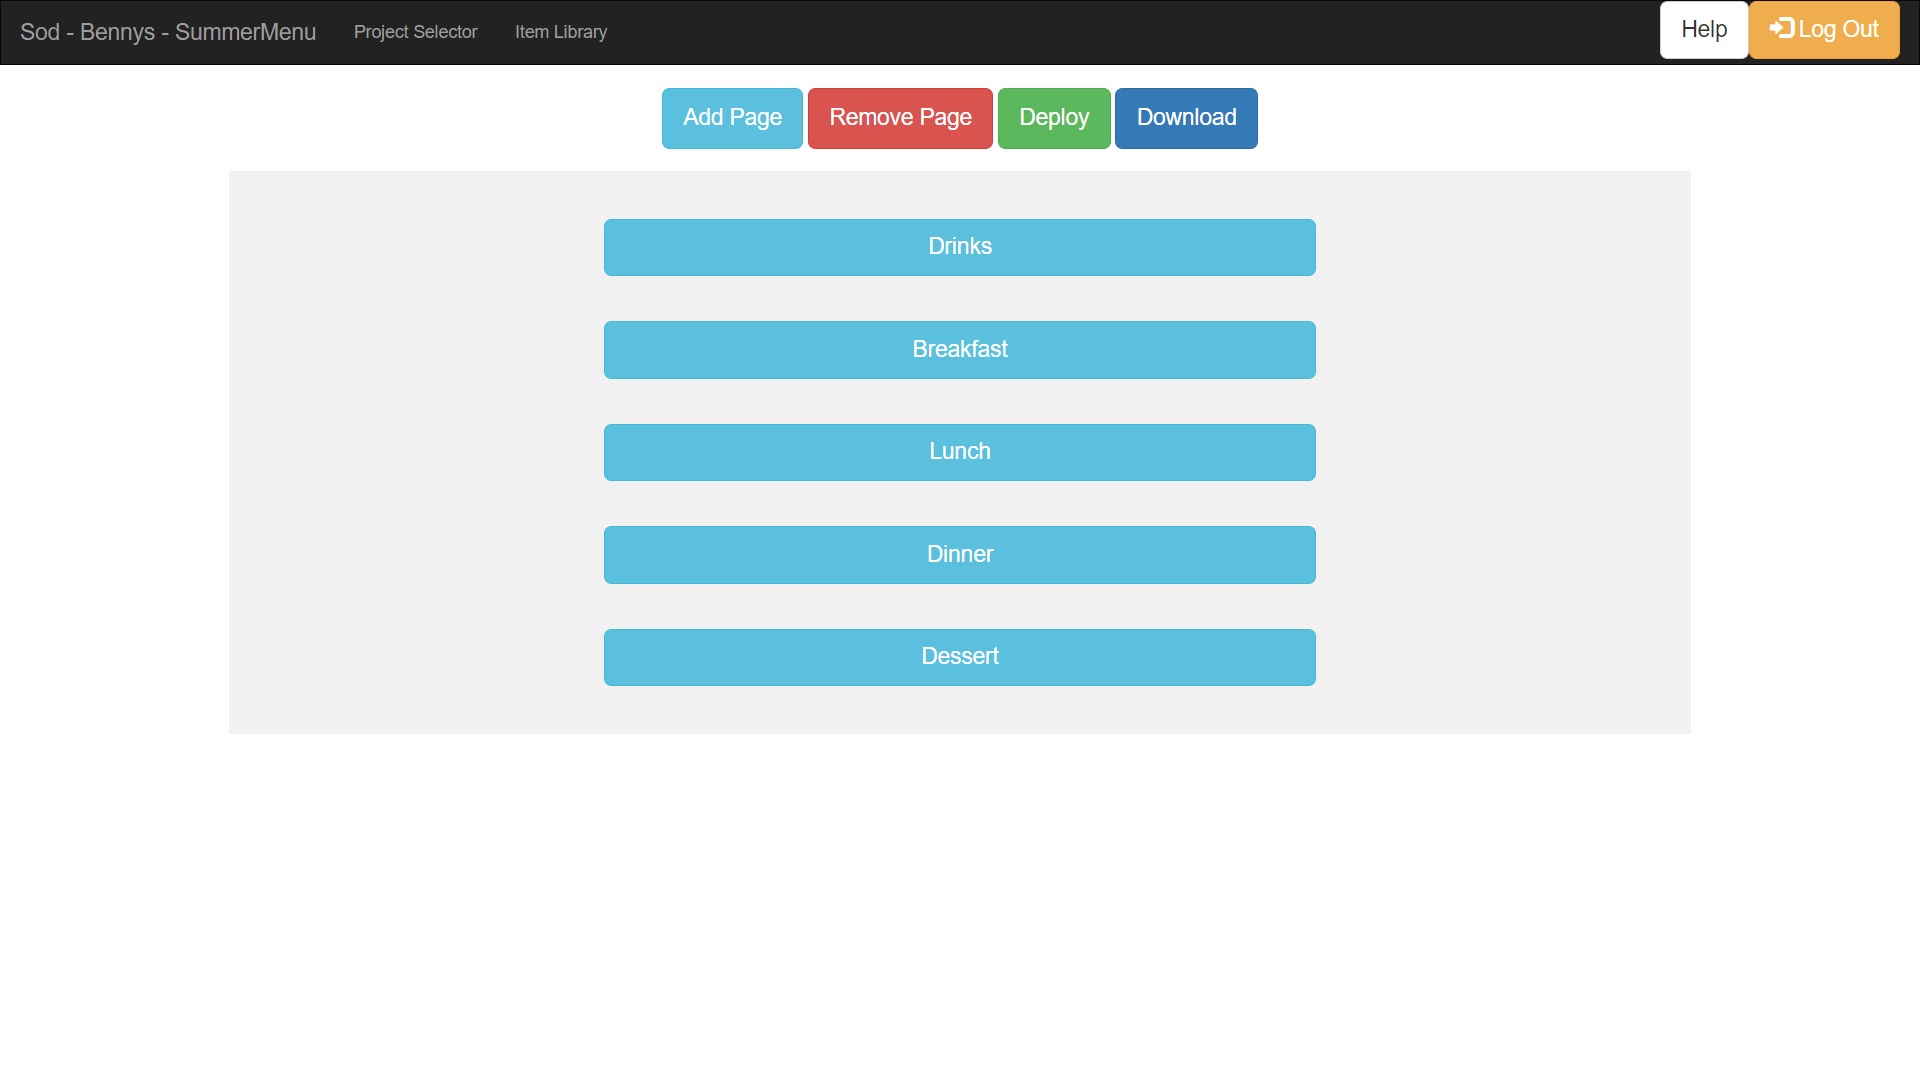 Sod - Bennys - SummerMenu Project Selector Item Library Help Log Out
Add Page Remove Page Deploy Download
Drinks
Breakfast
Lunch
Dinner
Dessert